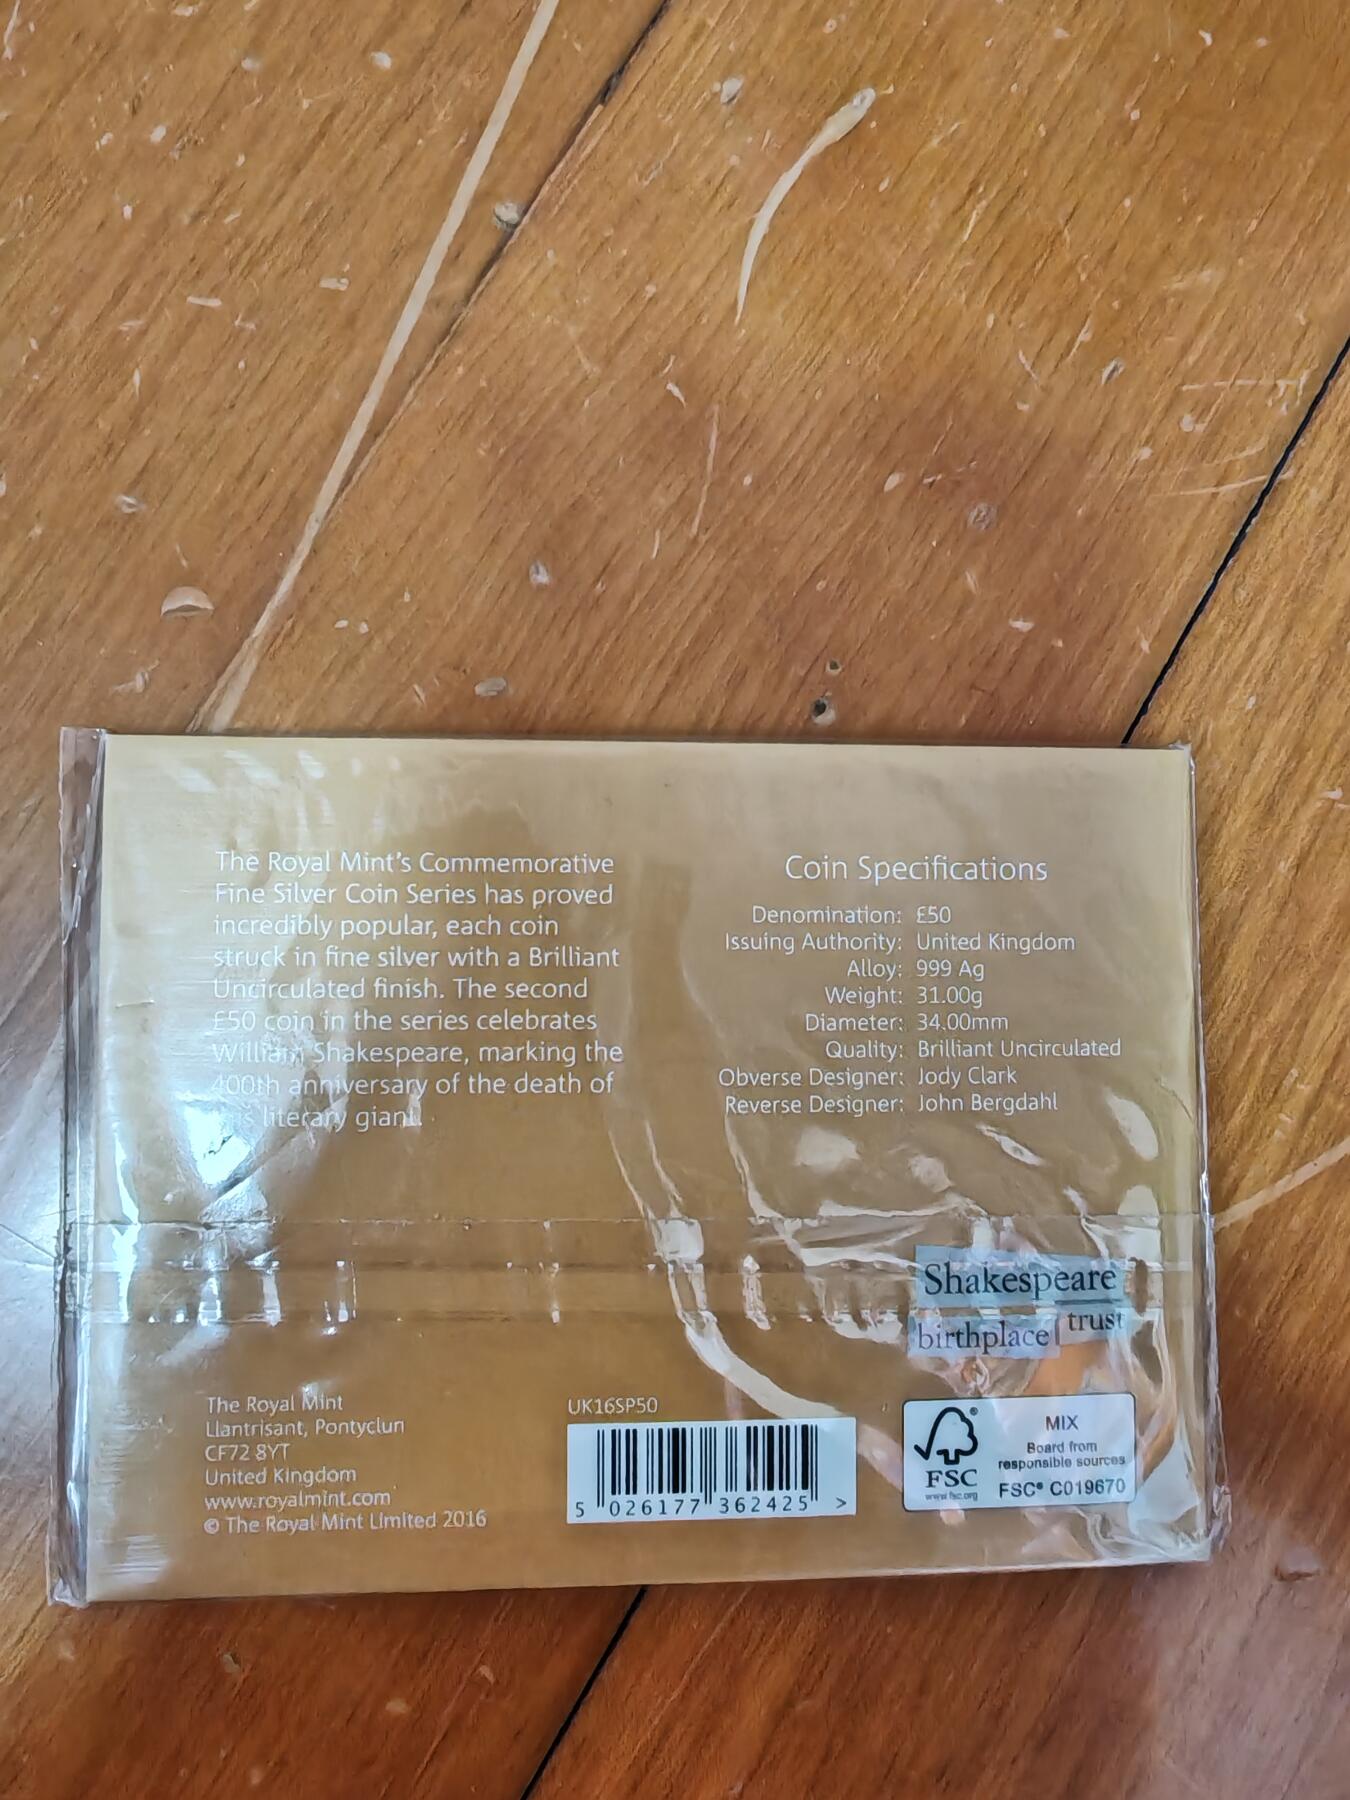 The Royal Mint's Commemorative
Fine Silver Coin Series has proved
incredibly popular, each coin
struck in fine silver with a Brilliant
Uncirculated finish. The second
£50 coin in the series celebrates
William Shakespeare, marking the
400th anniversary of the death of
literary giant.
Coin Specifications
Denomination: £50
Issuing Authority: United Kingdom
Alloy: 999 Ag
Weight: 31.00g
Diameter: 34.00mm
Quality: Brilliant Uncirculated
Obverse Designer: Jody Clark
Reverse Designer: John Bergdahl
Shakespeare
birthplace trust
The Royal Mint
Llantrisant, Pontyclun
CF72 8YT
United Kingdom
www.royalmint.com
© The Royal Mint Limited 2016
UK16SP50
5 026177 362425 >
FSC®
www.fsc.org
MIX
Board from
responsible sources
FSC® C019670